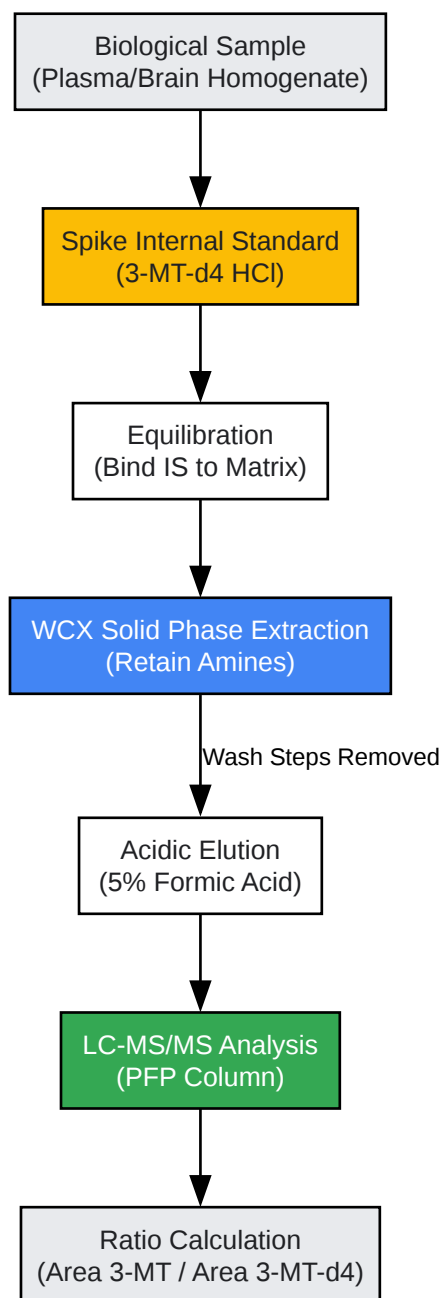 Biological Sample
(Plasma/Brain Homogenate)
Spike Internal Standard
(3-MT-d4 HCl)
Equilibration
(Bind IS to Matrix)
WCX Solid Phase Extraction
(Retain Amines)
Wash Steps Removed
Acidic Elution
(5% Formic Acid)
LC-MS/MS Analysis
(PFP Column)
Ratio Calculation
(Area 3-MT / Area 3-MT-d4)